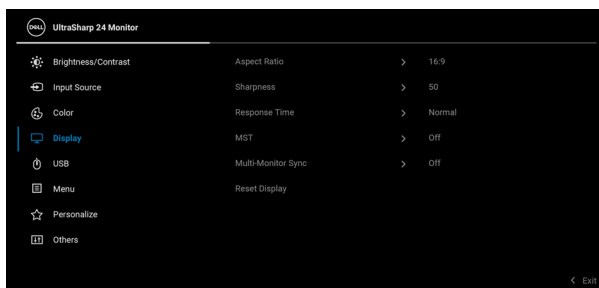 DELL UltraSharp 24 Monitor
Brightness/Contrast Aspect Ratio > 16:9
Input Source Sharpness > 50
Color Response Time > Normal
Display MST > Off
USB Multi-Monitor Sync > Off
Menu Reset Display
Personalize
Others
< Exit